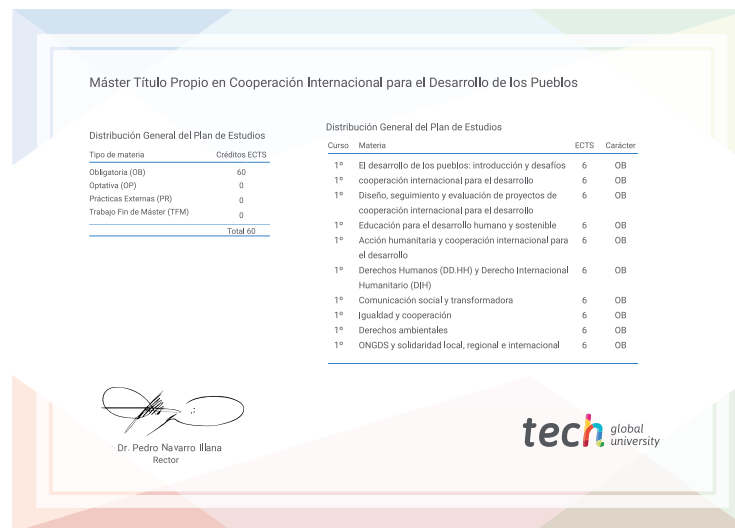 Máster Título Propio en Cooperación Internacional para el Desarrollo de los Pueblos
Distribución General del Plan de Estudios
Tipo de materia Créditos ECTS
Obligatoria (OB) 60
Optativa (OP) 0
Prácticas Externas (PR) 0
Trabajo Fin de Máster (TFM) 0
Total 60
Distribución General del Plan de Estudios
Curso Materia ECTS Carácter
1º El desarrollo de los pueblos: introducción y desafíos 6 OB
1º cooperación internacional para el desarrollo 6 OB
1º Diseño, seguimiento y evaluación de proyectos de 6 OB
cooperación internacional para el desarrollo
1º Educación para el desarrollo humano y sostenible 6 OB
1º Acción humanitaria y cooperación internacional para 6 OB
el desarrollo
1º Derechos Humanos (DD.HH) y Derecho Internacional 6 OB
Humanitario (DIH)
1º Comunicación social y transformadora 6 OB
1º Igualdad y cooperación 6 OB
1º Derechos ambientales 6 OB
1º ONGDS y solidaridad local, regional e internacional 6 OB
Dr. Pedro Navarro Illana
Rector
tech global
university